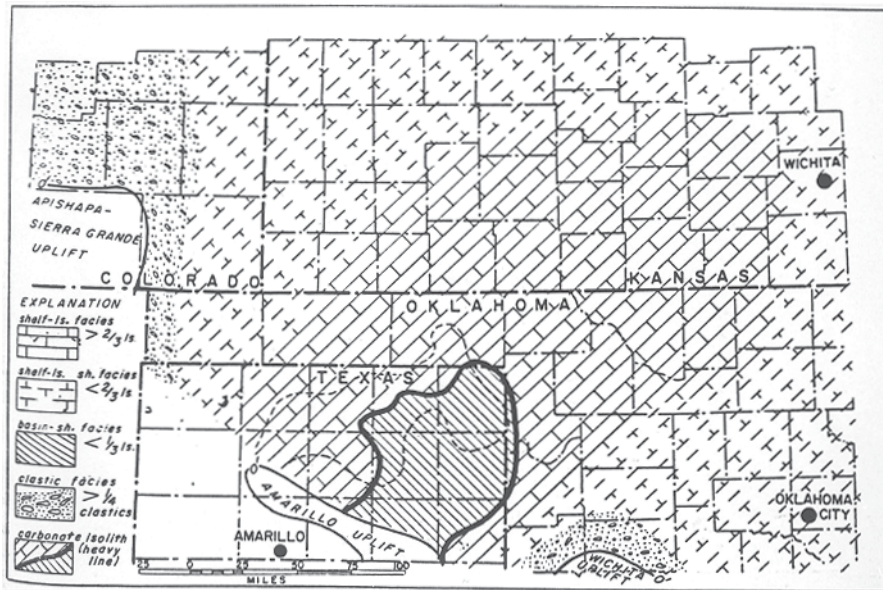 WICHITA
APISHAPA-
SIERRA GRANDE
UPLIFT
COLORADO
KANSAS
OKLAHOMA
TEXAS
EXPLANATION
shelf-ls. facies
> 2/3 ls.
shelf-ls. sh. facies
< 2/3 ls
basin-sh. facies
< 1/3 ls.
clastic facies
> 1/4
clastics
carbonate isolith
(heavy
line)
O
O
AMARILLO
UPLIFT
AMARILLO
OKLAHOMA
CITY
WICHITA
UPLIFT
O
25 0 25 50 75 100
MILES